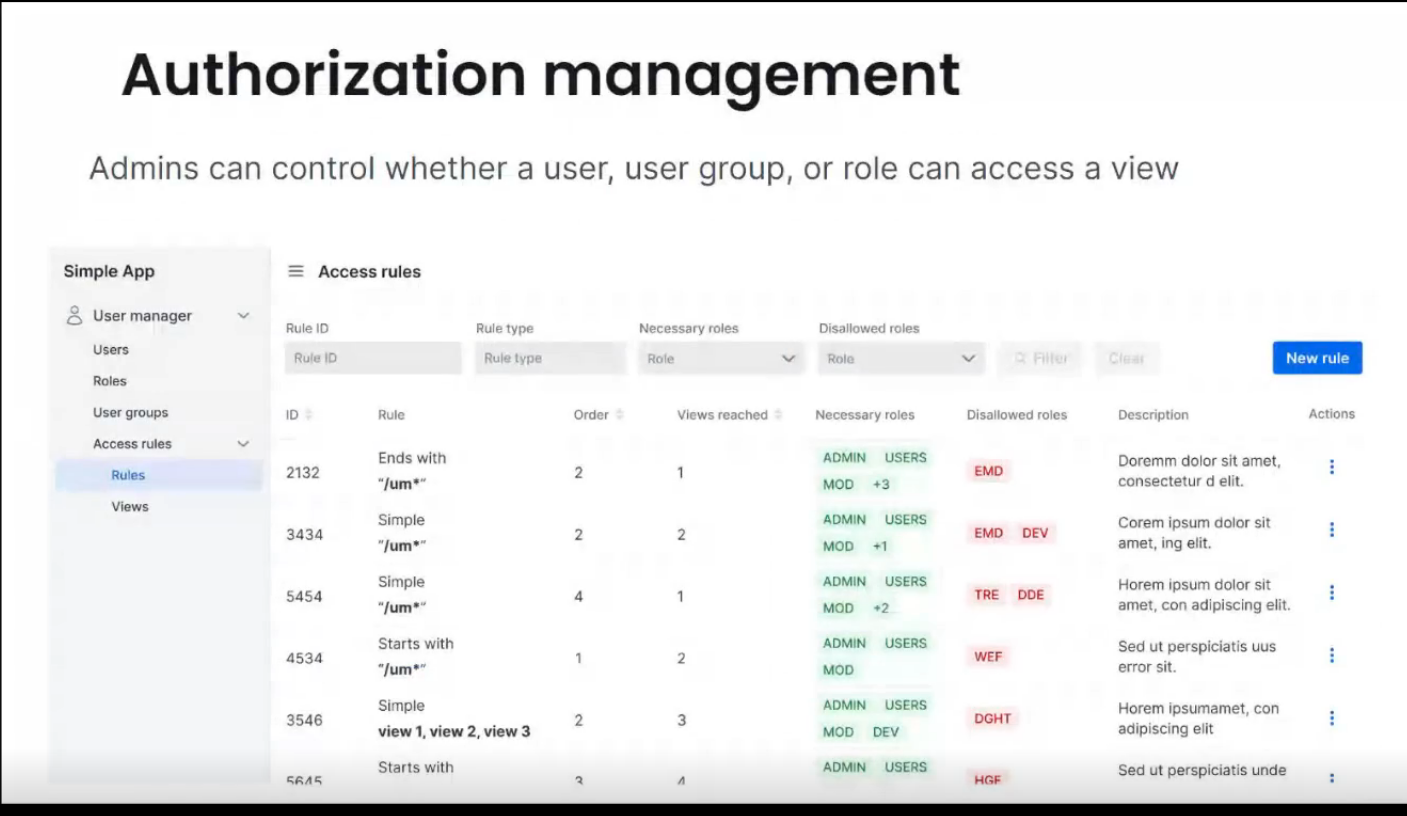 Authorization management
Admins can control whether a user, user group, or role can access a view
Simple App
User manager
Users
Roles
User groups
Access rules
Rules
Views
Access rules
Rule ID Rule type Necessary roles Disallowed roles
Rule ID Rule type Role Role Filter Clear New rule
ID Rule Order Views reached Necessary roles Disallowed roles Description Actions
2132 Ends with "/um*" 2 1 ADMIN USERS MOD +3 EMD Doremm dolor sit amet, consectetur d elit.
3434 Simple "/um*" 2 2 ADMIN USERS MOD +1 EMD DEV Corem ipsum dolor sit amet, ing elit.
5454 Simple "/um*" 4 1 ADMIN USERS MOD +2 TRE DDE Horem ipsum dolor sit amet, con adipiscing elit.
4534 Starts with "/um*" 1 2 ADMIN USERS MOD WEF Sed ut perspiciatis uus error sit.
3546 Simple view 1, view 2, view 3 2 3 ADMIN USERS MOD DEV DGHT Horem ipsumamet, con adipiscing elit
5645 Starts with 3 4 ADMIN USERS HGF Sed ut perspiciatis unde